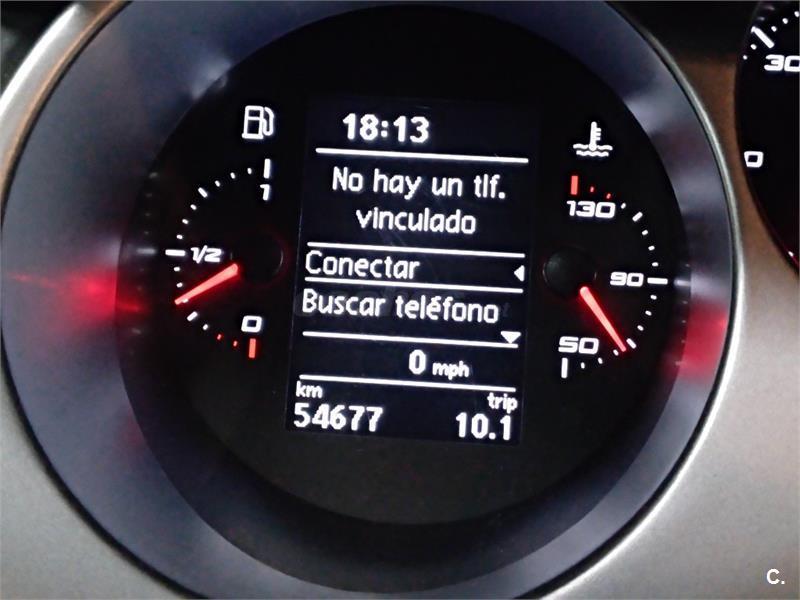 18:13
No hay un tlf.
vinculado
Conectar
Buscar teléfono
0 mph
km trip
54677 10.1
1
1/2
0
130
90
50
30
0
C.